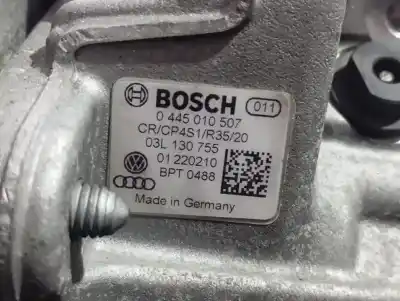 BOSCH 011
0 445 010 507
CR/CP4S1/R35/20
03L 130 755
01 220210
BPT 0488
Made in Germany